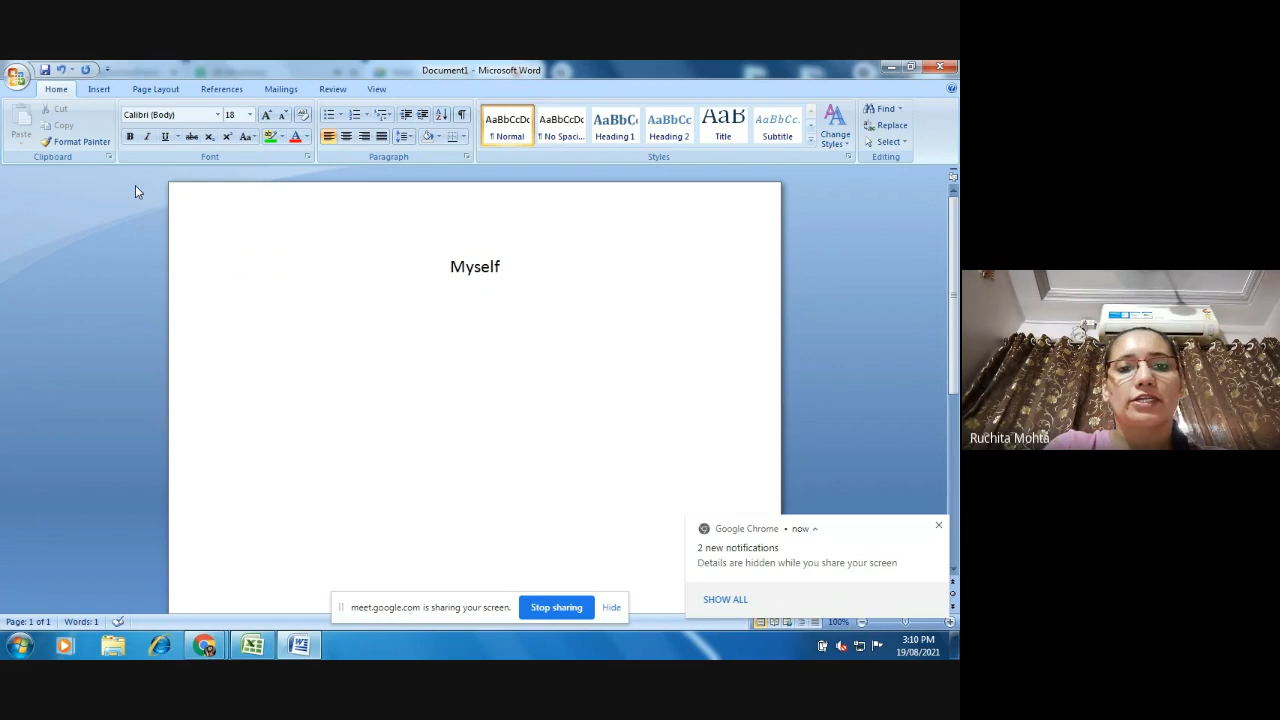 Document1 - Microsoft Word
Home Insert Page Layout References Mailings Review View
Paste
Cut
Copy
Format Painter
Clipboard
Calibri (Body) 18
Font
Paragraph
AaBbCcDc AaBbCcDc AaBbC AaBbCc AaB AaBbCc.
¶ Normal ¶ No Spaci... Heading 1 Heading 2 Title Subtitle
Change
Styles
Styles
Find
Replace
Select
Editing
Myself
Google Chrome • now
2 new notifications
Details are hidden while you share your screen
SHOW ALL
meet.google.com is sharing your screen. Stop sharing Hide
Page: 1 of 1 Words: 1 100%
3:10 PM
19/08/2021
Ruchita Mohta